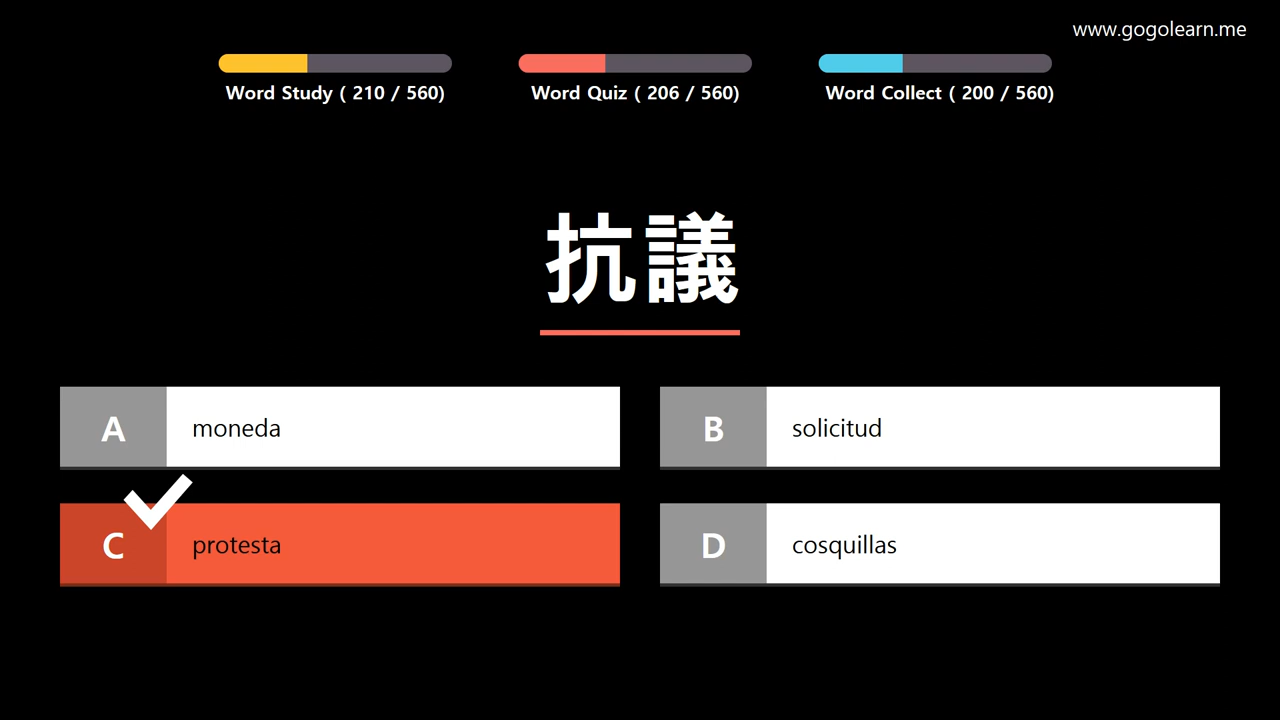 www.gogolearn.me
Word Study ( 210 / 560)
Word Quiz ( 206 / 560)
Word Collect ( 200 / 560)
抗議
A
moneda
B
solicitud
C
protesta
D
cosquillas